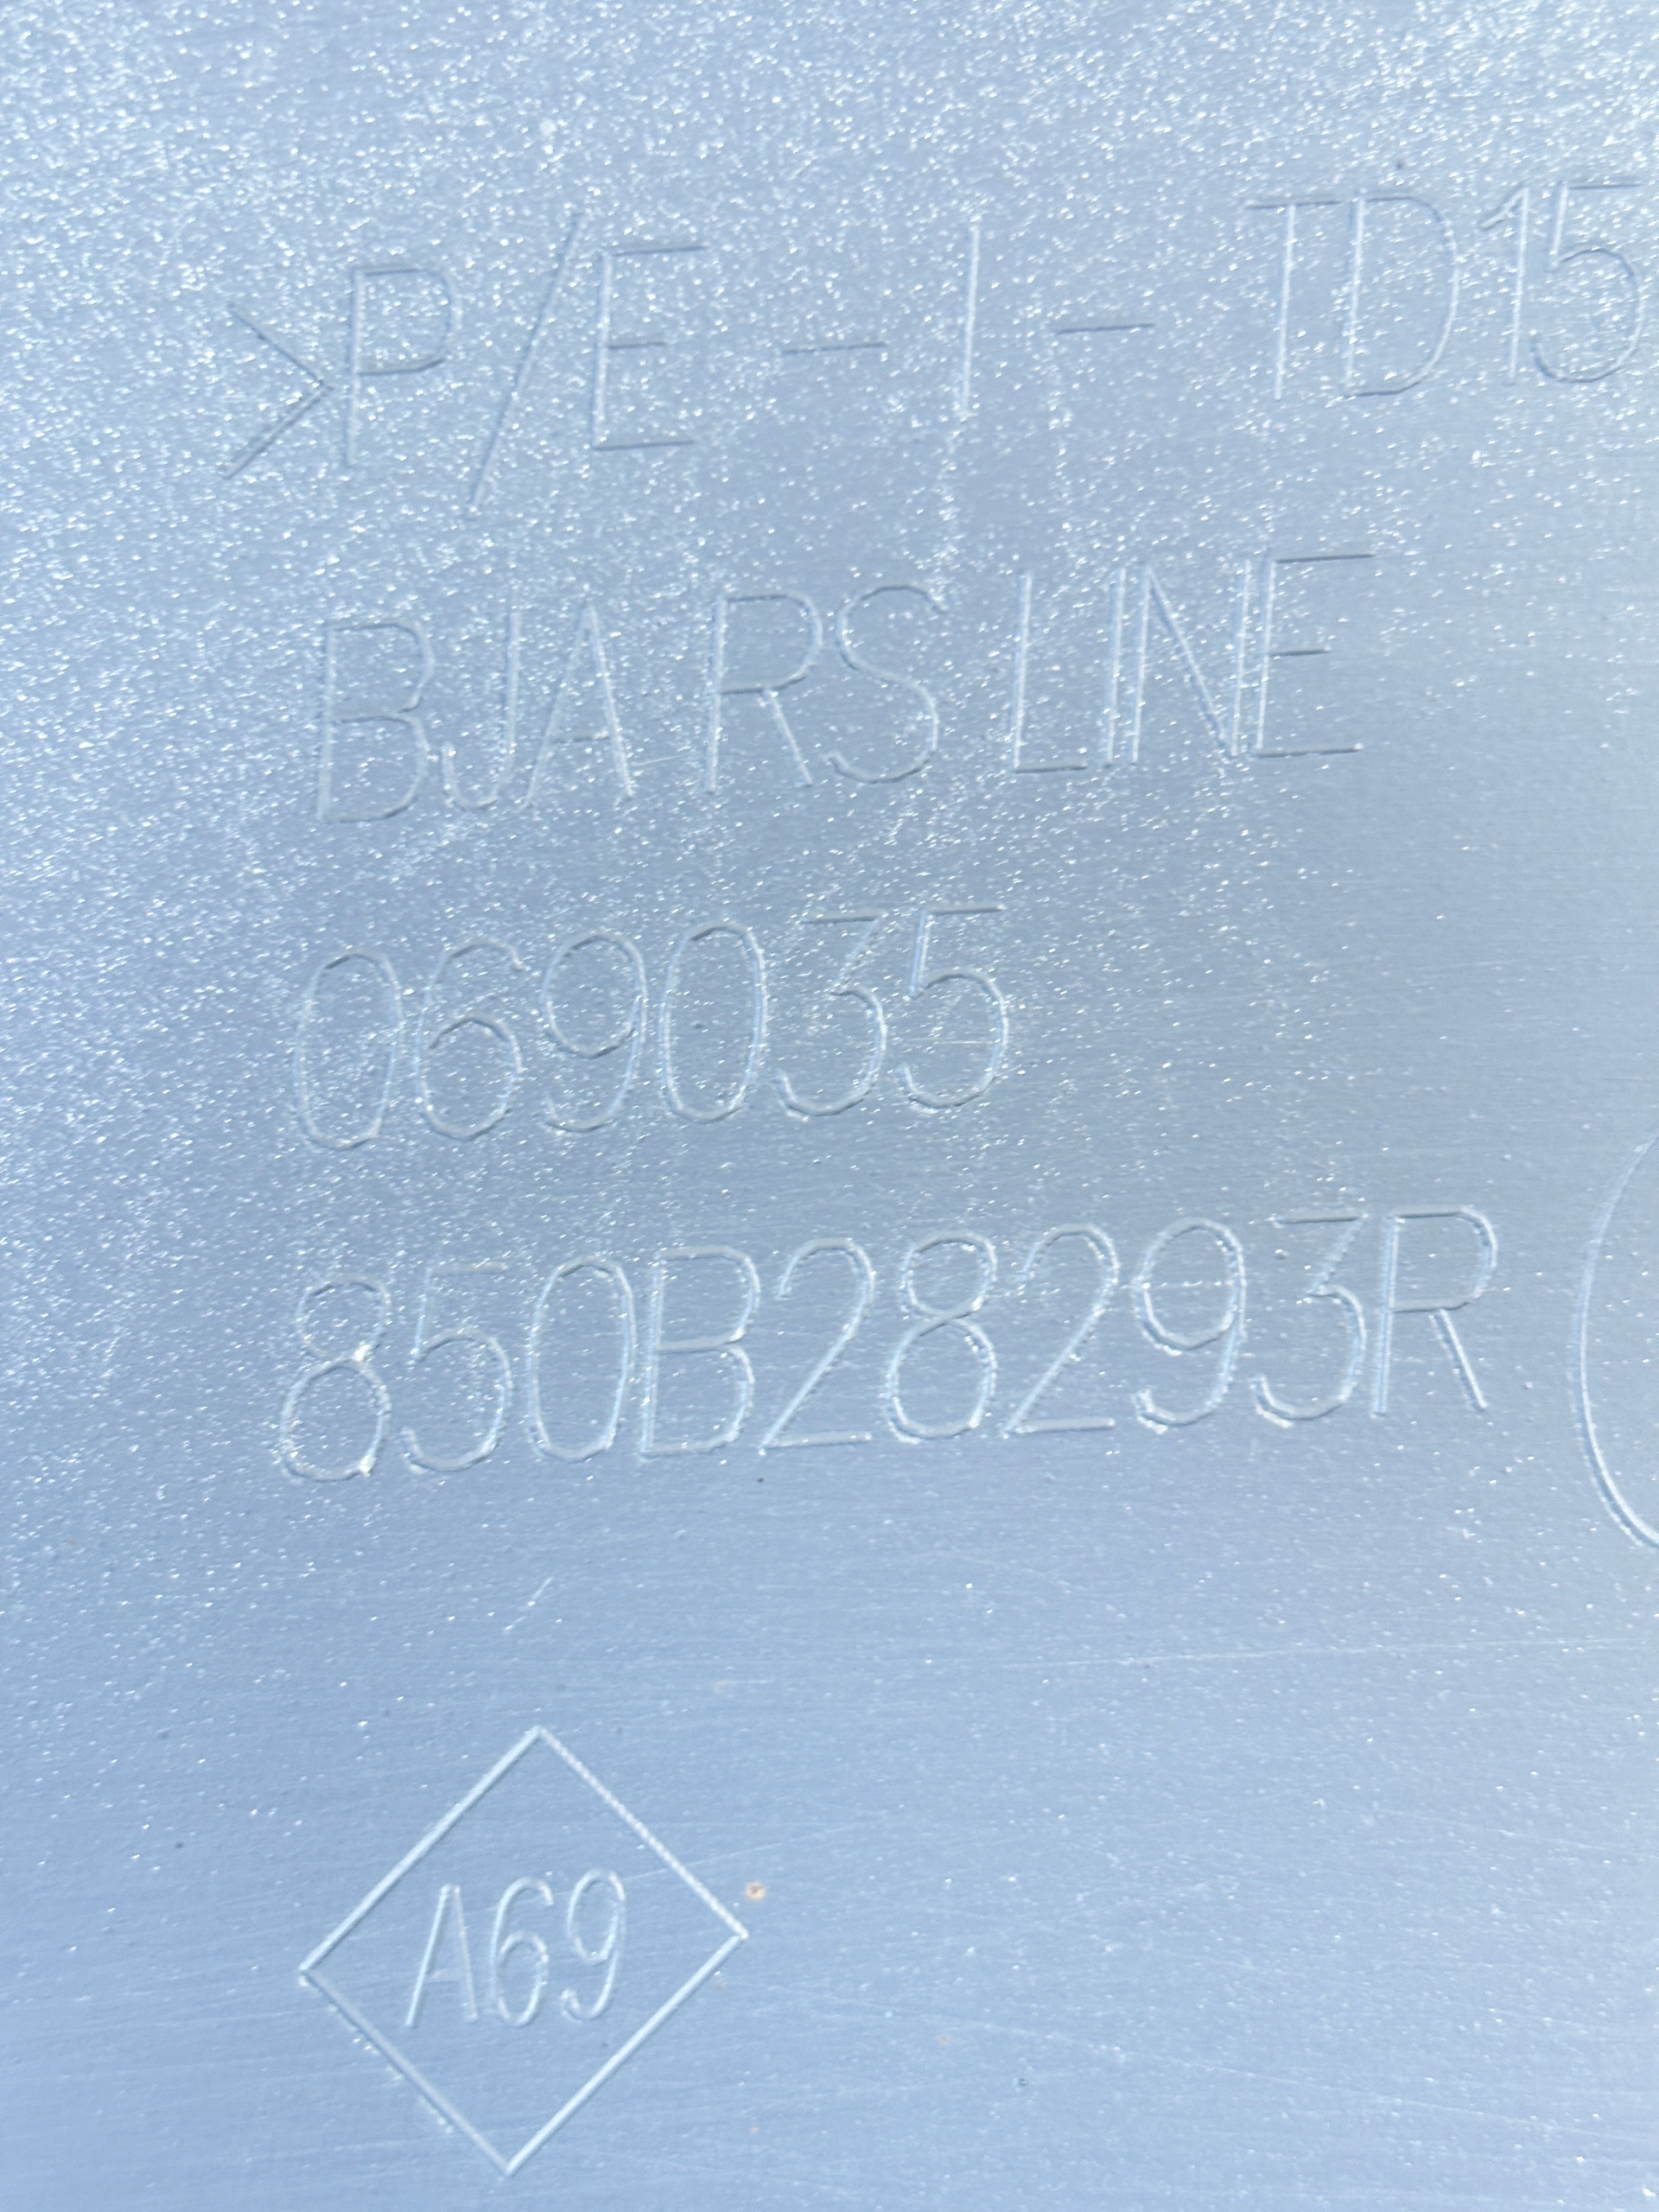 >P/E - I - TD15
BJA RS LINE
069035
850B28293R
A69